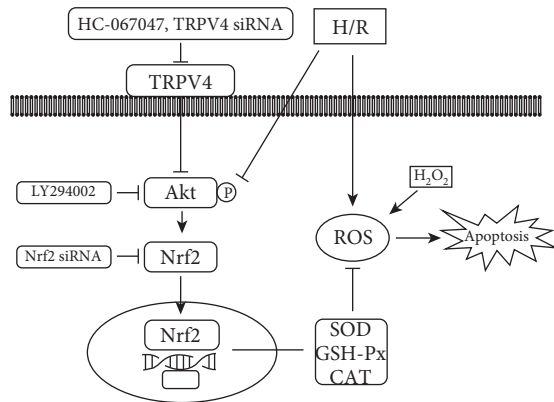 HC-067047, TRPV4 siRNA
H/R
TRPV4
H₂O₂
LY294002
Akt
P
Nrf2 siRNA
Nrf2
ROS
Apoptosis
Nrf2
SOD
GSH-Px
CAT